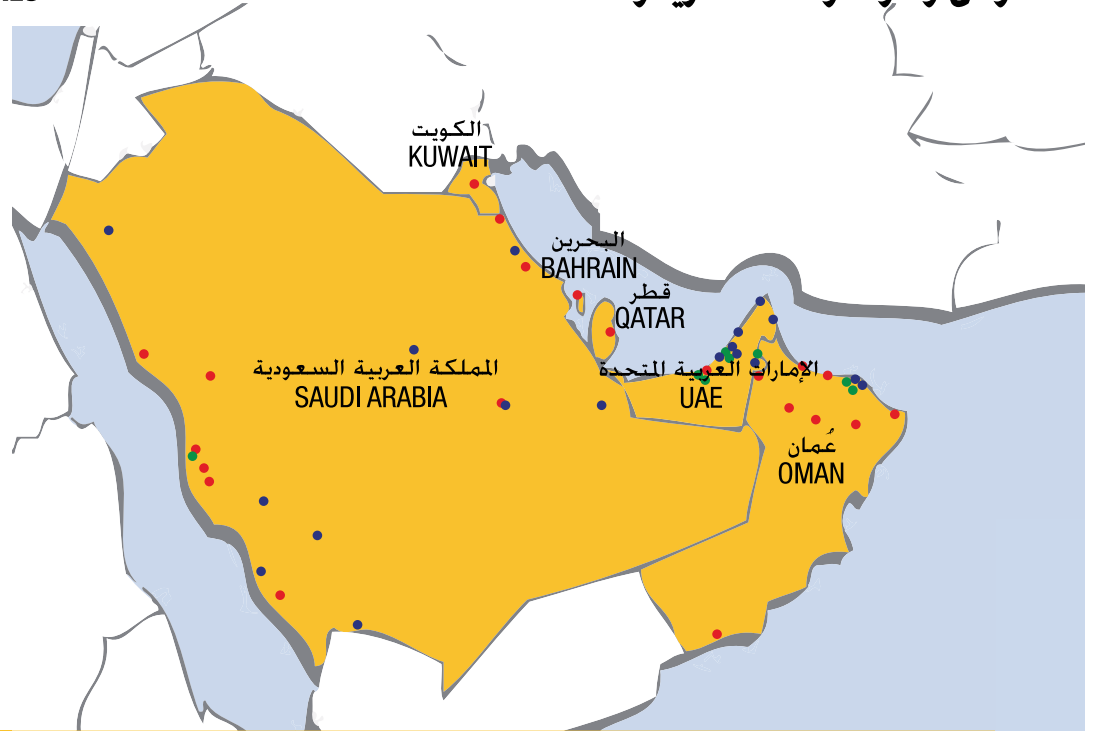 الكويت
KUWAIT
البحرين
BAHRAIN
قطر
QATAR
المملكة العربية السعودية
SAUDI ARABIA
الإمارات العربية المتحدة
UAE
عُمان
OMAN